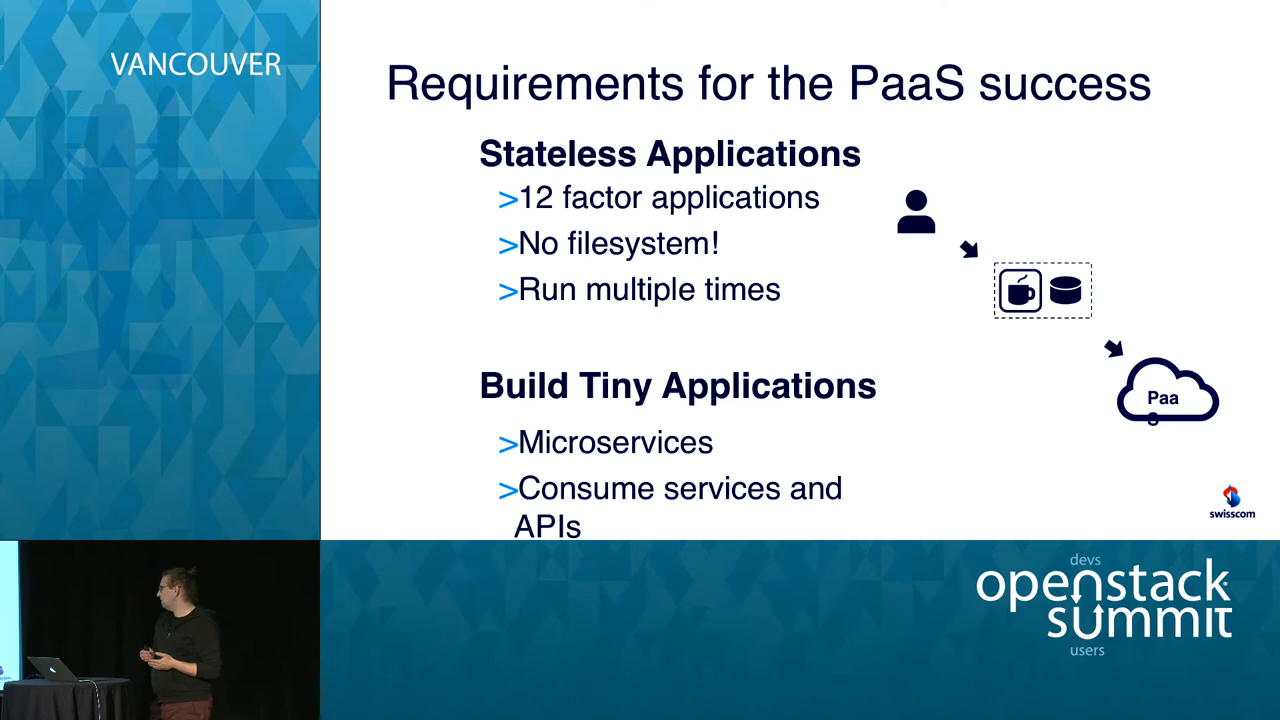 VANCOUVER
Requirements for the PaaS success
Stateless Applications
>12 factor applications
>No filesystem!
>Run multiple times
Build Tiny Applications
>Microservices
>Consume services and
APIs
Paa
S
swisscom
devs
openstack
summit
users